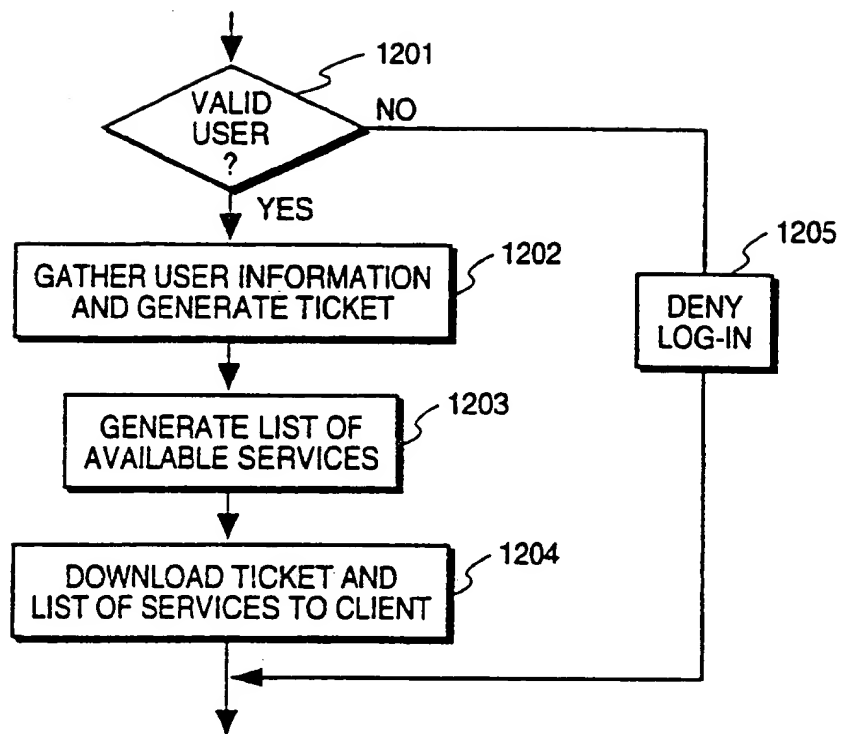 1201
VALID
USER
?
NO
YES
1202
GATHER USER INFORMATION
AND GENERATE TICKET
1205
DENY
LOG-IN
1203
GENERATE LIST OF
AVAILABLE SERVICES
1204
DOWNLOAD TICKET AND
LIST OF SERVICES TO CLIENT